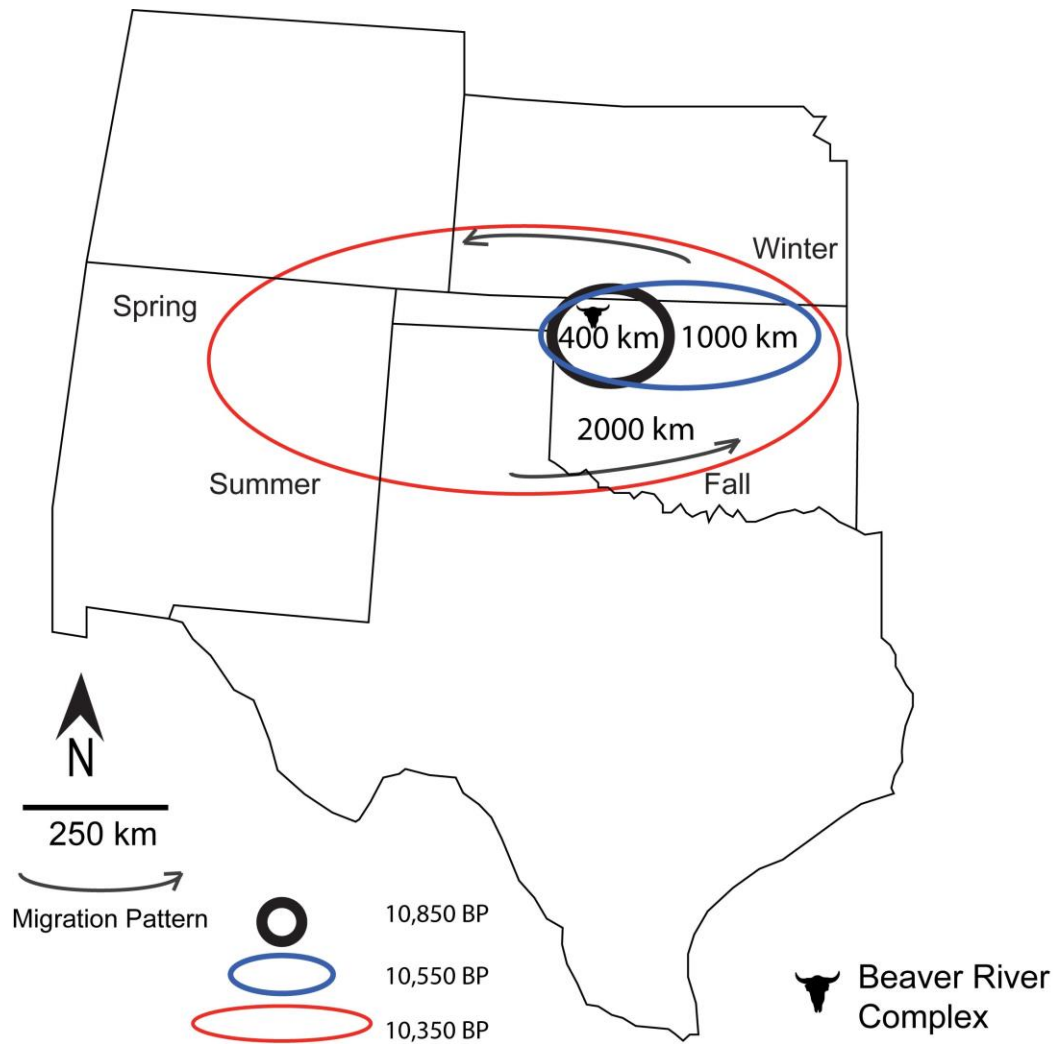 Winter
Spring
400 km
1000 km
2000 km
Summer
Fall
N
250 km
Migration Pattern
10,850 BP
10,550 BP
10,350 BP
Beaver River
Complex